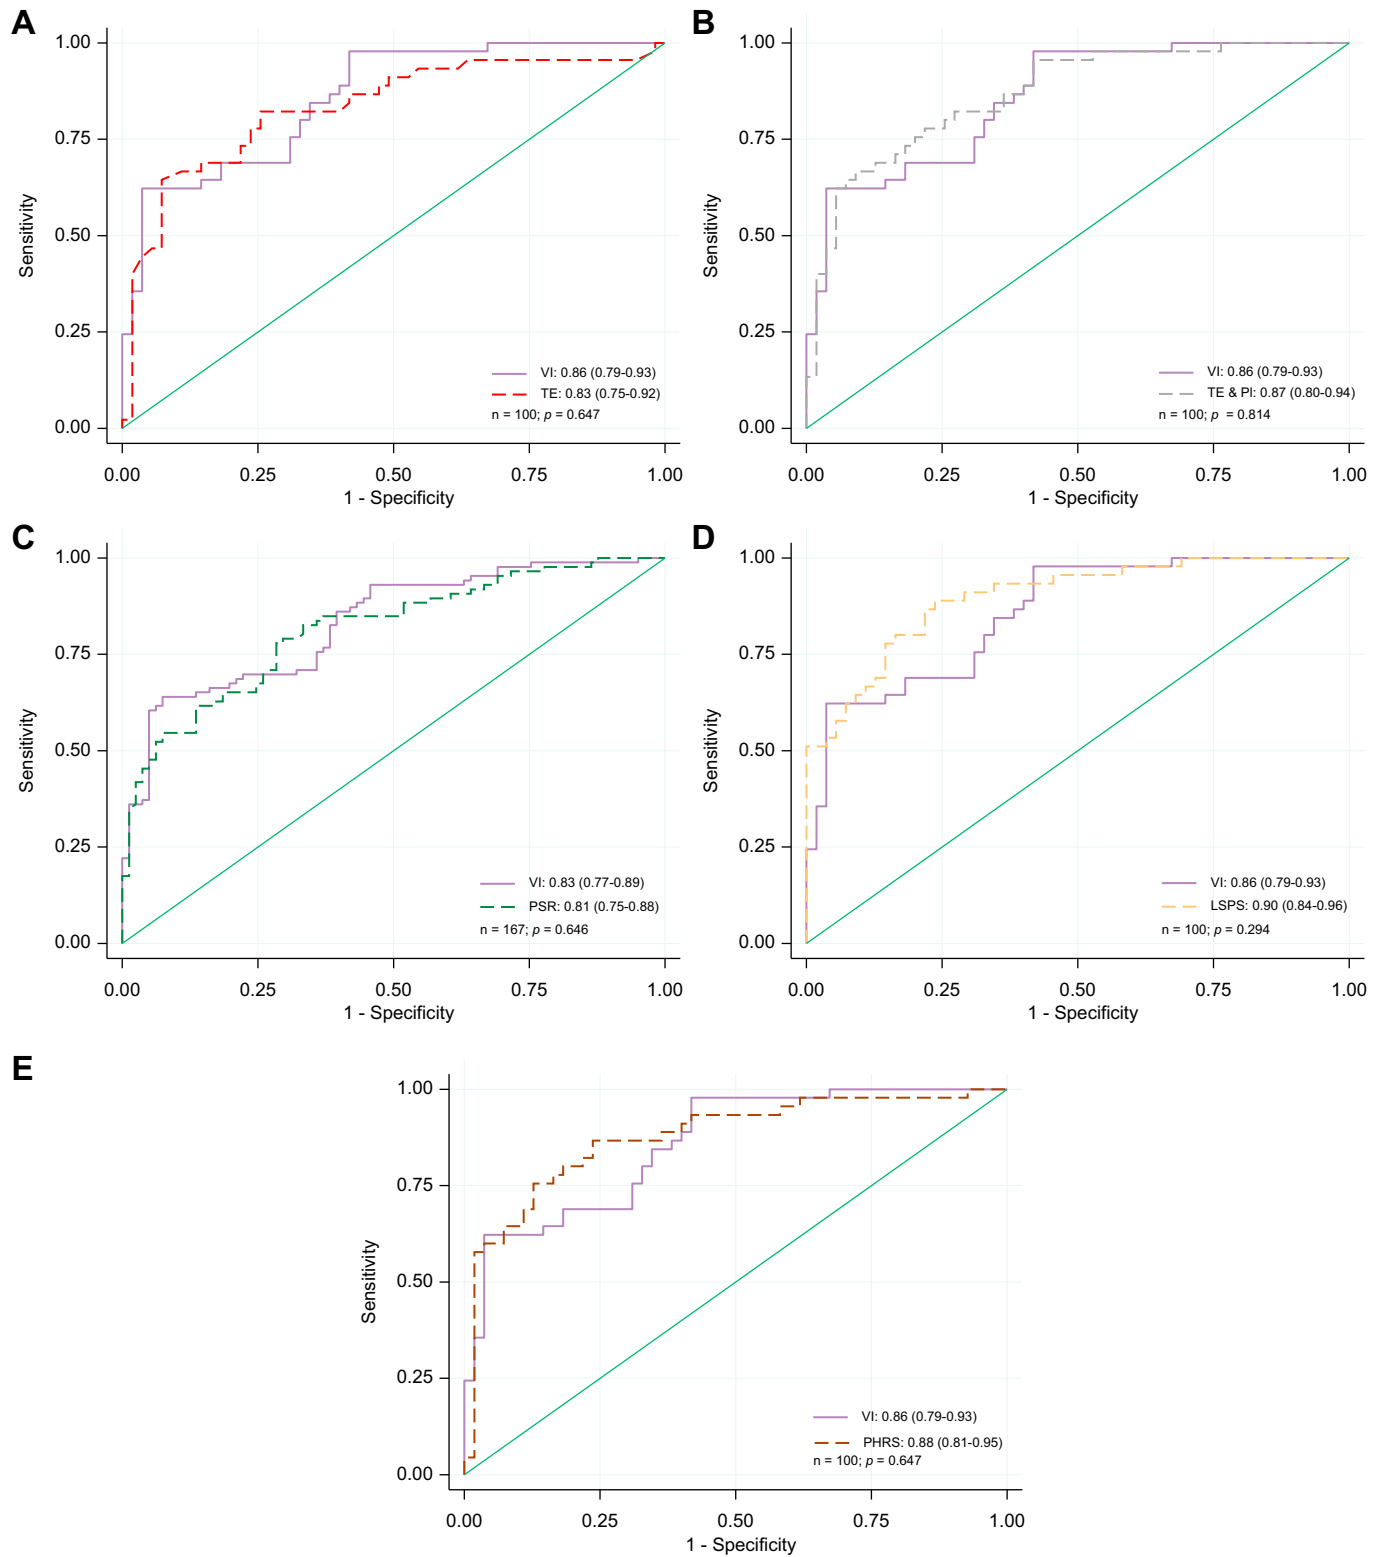 A
1.00
0.75
0.50
0.25
0.00
Sensitivity
VI: 0.86 (0.79-0.93)
TE: 0.83 (0.75-0.92)
n = 100; p = 0.647
0.00 0.25 0.50 0.75 1.00
1 - Specificity
B
1.00
0.75
0.50
0.25
0.00
Sensitivity
VI: 0.86 (0.79-0.93)
TE & PI: 0.87 (0.80-0.94)
n = 100; p = 0.814
0.00 0.25 0.50 0.75 1.00
1 - Specificity
C
1.00
0.75
0.50
0.25
0.00
Sensitivity
VI: 0.83 (0.77-0.89)
PSR: 0.81 (0.75-0.88)
n = 167; p = 0.646
0.00 0.25 0.50 0.75 1.00
1 - Specificity
D
1.00
0.75
0.50
0.25
0.00
Sensitivity
VI: 0.86 (0.79-0.93)
LSPS: 0.90 (0.84-0.96)
n = 100; p = 0.294
0.00 0.25 0.50 0.75 1.00
1 - Specificity
E
1.00
0.75
0.50
0.25
0.00
Sensitivity
VI: 0.86 (0.79-0.93)
PHRS: 0.88 (0.81-0.95)
n = 100; p = 0.647
0.00 0.25 0.50 0.75 1.00
1 - Specificity